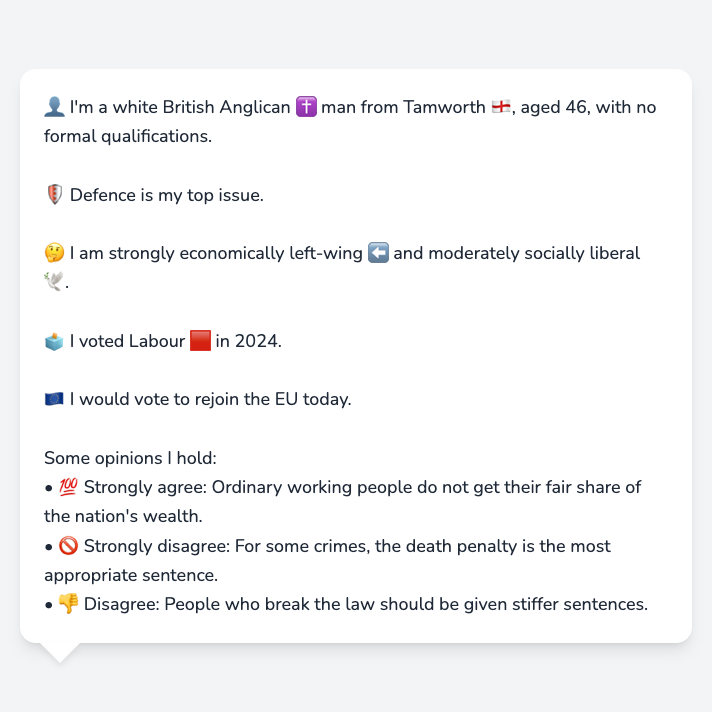 👤 I'm a white British Anglican ✝️ man from Tamworth 🏴󠁧󠁢󠁥󠁮󠁧󠁿, aged 46, with no
formal qualifications.
🛡️ Defence is my top issue.
🤔 I am strongly economically left-wing ⬅️ and moderately socially liberal
🕊️.
🗳️ I voted Labour 🟥 in 2024.
🇪🇺 I would vote to rejoin the EU today.
Some opinions I hold:
• 💯 Strongly agree: Ordinary working people do not get their fair share of
the nation's wealth.
• 🚫 Strongly disagree: For some crimes, the death penalty is the most
appropriate sentence.
• 👎 Disagree: People who break the law should be given stiffer sentences.